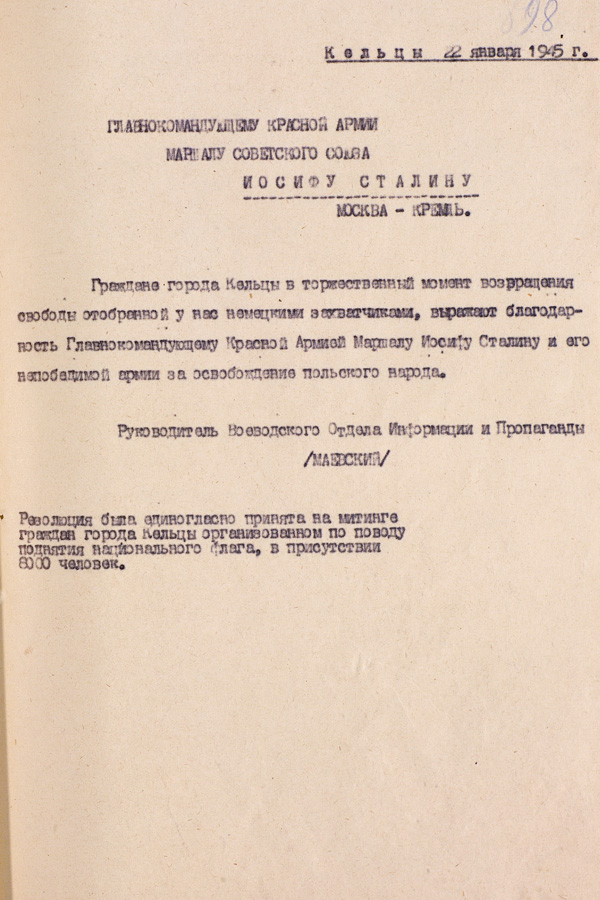 98
Кельцы 22 января 1945 г.
ГЛАВНОКОМАНДУЮЩЕМУ КРАСНОЙ АРМИИ
МАРШАЛУ СОВЕТСКОГО СОЮЗА
ИОСИФУ СТАЛИНУ
МОСКВА - КРЕМЛЬ.
Граждане города Кельцы в торжественный момент возвращения
свободы отобранной у нас немецкими захватчиками, выражают благодар-
ность Главнокомандующему Красной Армией Маршалу Иосифу Сталину и его
непобедимой армии за освобождение польского народа.
Руководитель Воеводского Отдела Информации и Пропаганды
/МАЕВСКИЙ/
Революция была единогласно принята на митинге
граждан города Кельцы организованном по поводу
поднятия национального флага, в присутствии
8000 человек.